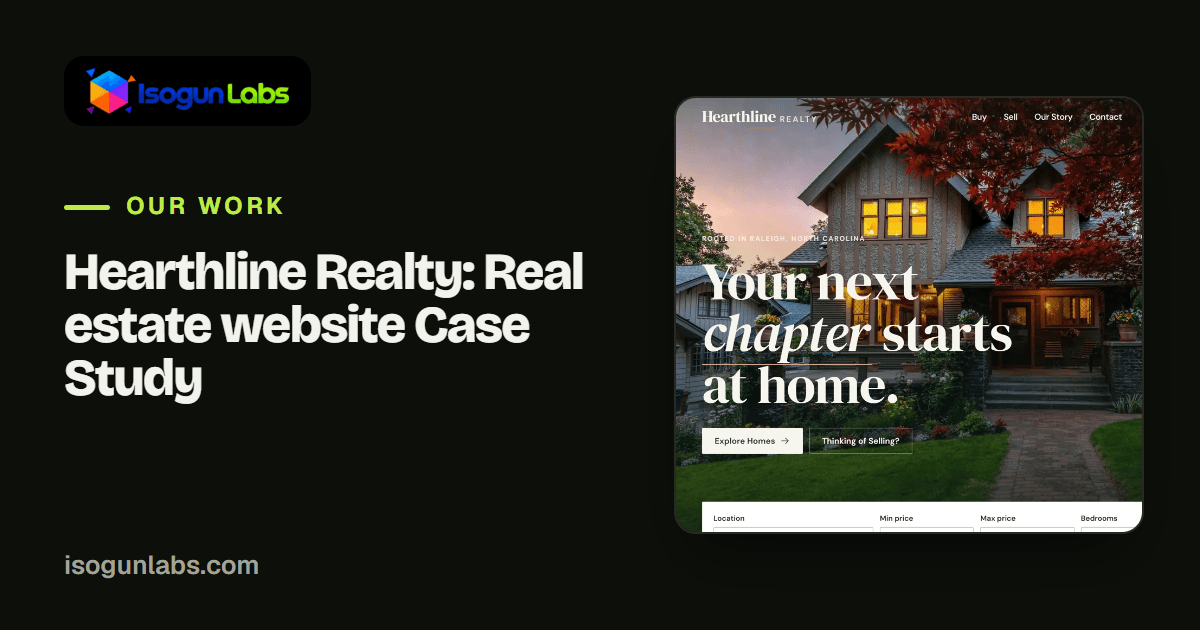 Isogun Labs
OUR WORK
Hearthline Realty: Real
estate website Case
Study
isogunlabs.com
Hearthline REALTY
Buy Sell Our Story Contact
ROOTED IN RALEIGH, NORTH CAROLINA
Your next
chapter starts
at home.
Explore Homes → Thinking of Selling?
Location Min price Max price Bedrooms